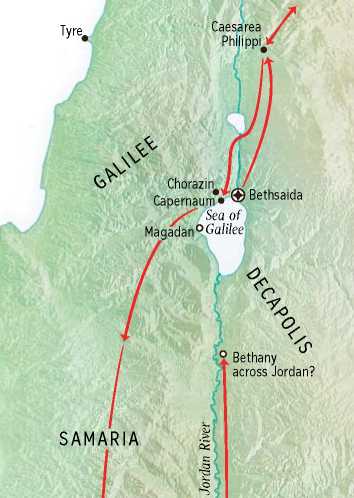 Tyre
Caesarea
Philippi
GALILEE
Chorazin
Capernaum
Bethsaida
Sea of
Galilee
Magadan
DECAPOLIS
Bethany
across Jordan?
SAMARIA
Jordan River